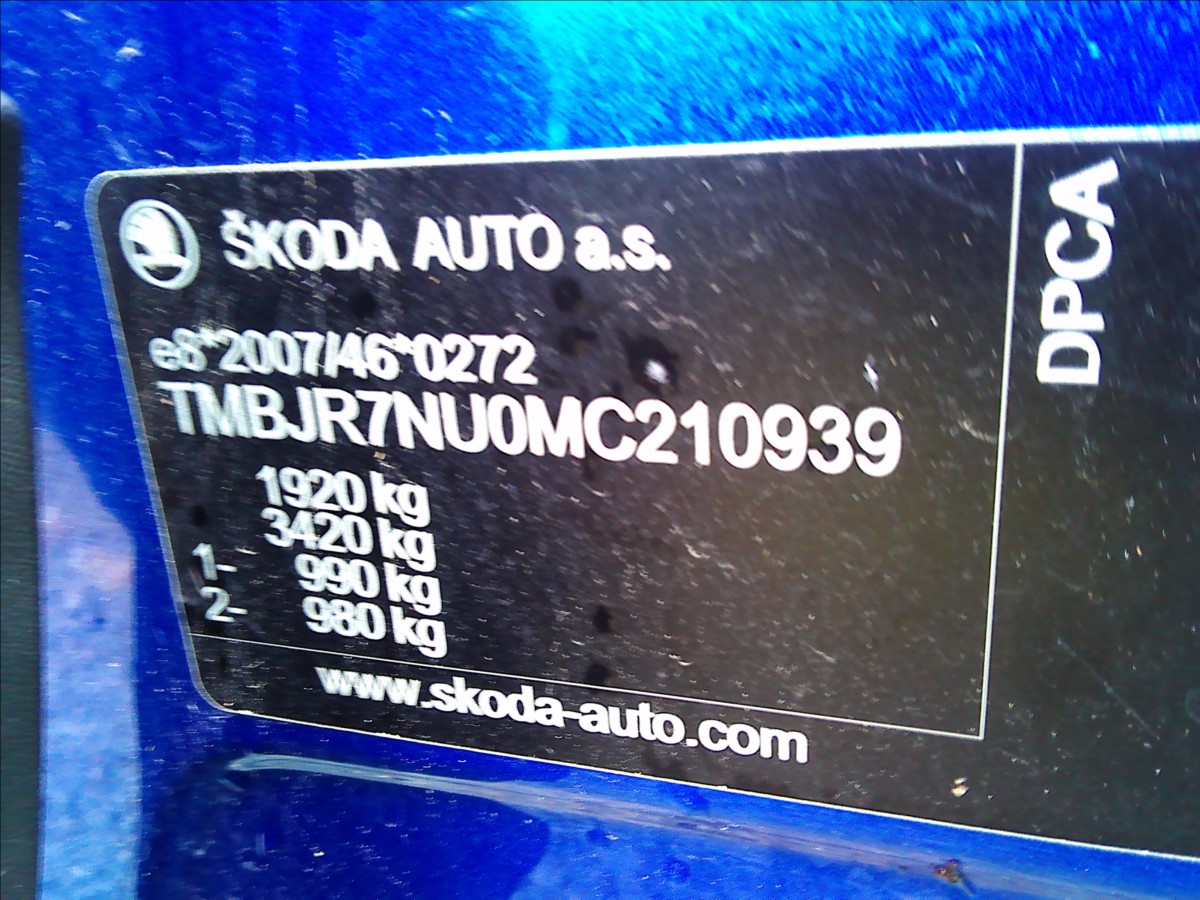 ŠKODA AUTO a.s.
e8*2007/46*0272
TMBJR7NU0MC210939
1920 kg
3420 kg
1- 990 kg
2- 980 kg
www.skoda-auto.com
DPCA